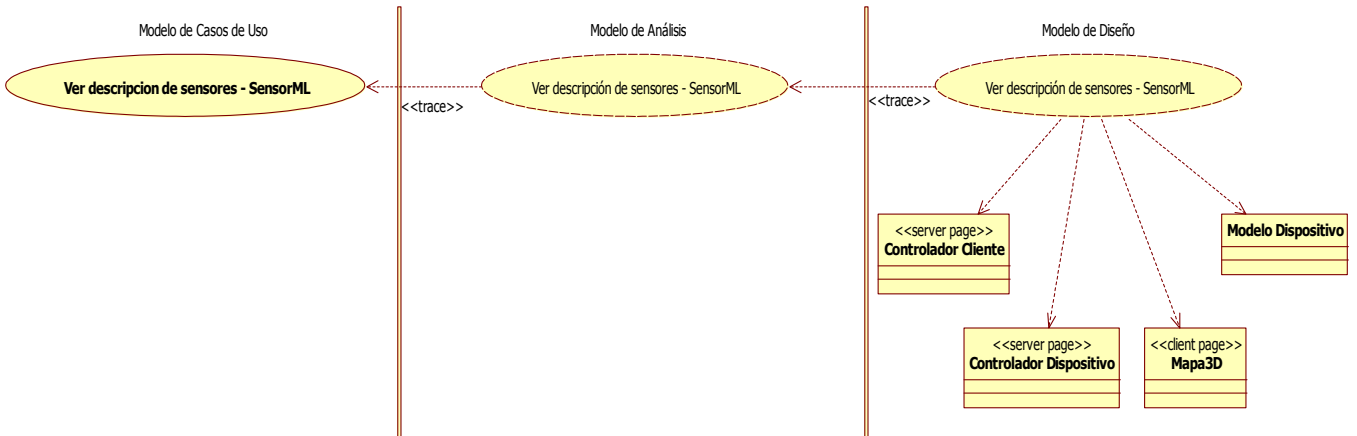 Modelo de Casos de Uso
Ver descripcion de sensores - SensorML
<<trace>>
Modelo de Análisis
Ver descripción de sensores - SensorML
<<trace>>
Modelo de Diseño
Ver descripción de sensores - SensorML
<<server page>>
Controlador Cliente
Modelo Dispositivo
<<server page>>
Controlador Dispositivo
<<client page>>
Mapa3D